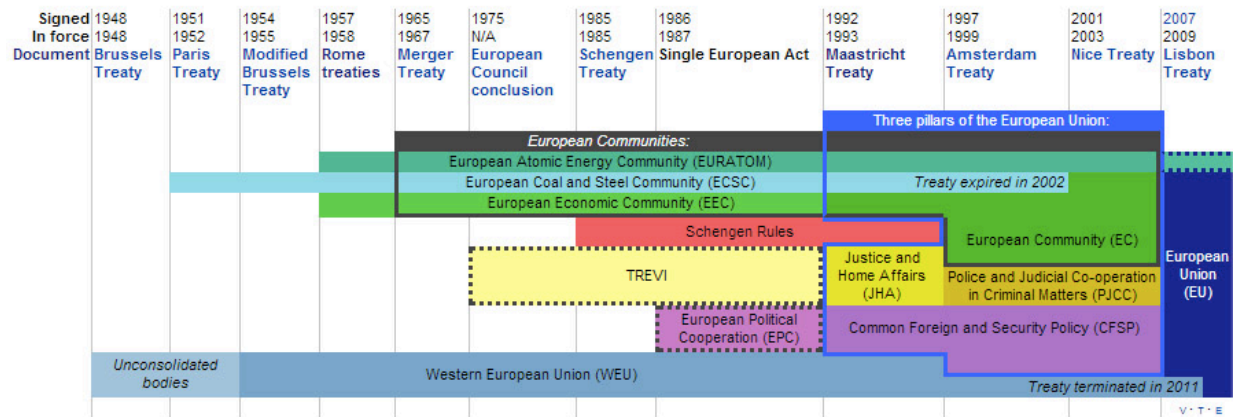 Signed 1948 1951 1954 1957 1965 1975 1985 1986 1992 1997 2001 2007
In force 1948 1952 1955 1958 1967 N/A 1985 1987 1993 1999 2003 2009
Document Brussels Paris Modified Rome Merger European Schengen Single European Act Maastricht Amsterdam Nice Treaty Lisbon
Treaty Treaty Brussels treaties Treaty Council Treaty Treaty Treaty Treaty
Treaty conclusion
Three pillars of the European Union:
European Communities:
European Atomic Energy Community (EURATOM)
European Coal and Steel Community (ECSC) Treaty expired in 2002
European Economic Community (EEC)
Schengen Rules
European Community (EC)
TREVI
Justice and
Home Affairs
(JHA)
Police and Judicial Co-operation
in Criminal Matters (PJCC)
European
Union
(EU)
European Political
Cooperation (EPC)
Common Foreign and Security Policy (CFSP)
Unconsolidated
bodies
Western European Union (WEU)
Treaty terminated in 2011
V · T · E